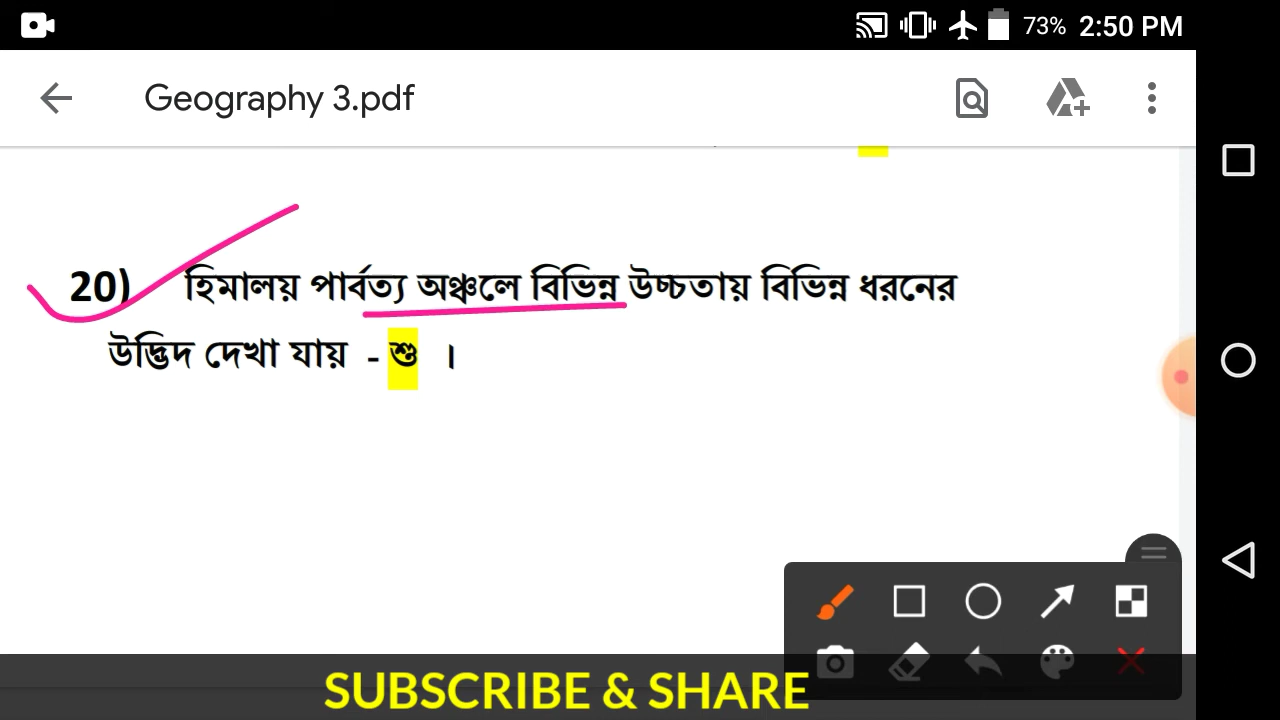 73% 2:50 PM
Geography 3.pdf
20) হিমালয় পার্বত্য অঞ্চলে বিভিন্ন উচ্চতায় বিভিন্ন ধরনের
উদ্ভিদ দেখা যায় - শু ।
SUBSCRIBE & SHARE